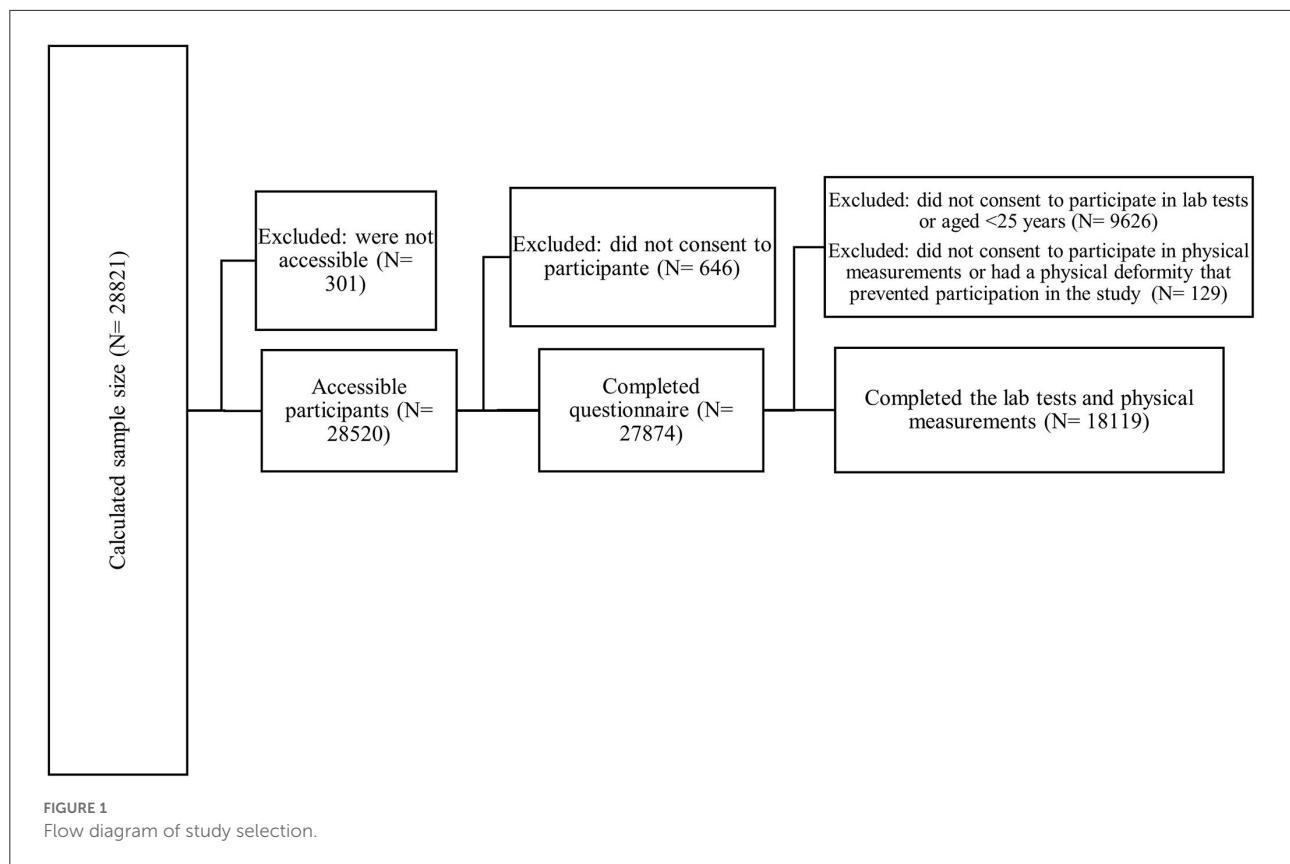 Calculated sample size (N= 28821)
Excluded: were not
accessible (N=
301)
Accessible
participants (N=
28520)
Excluded: did not consent to
participante (N= 646)
Completed
questionnaire (N=
27874)
Excluded: did not consent to participate in lab tests
or aged <25 years (N= 9626)
Excluded: did not consent to participate in physical
measurements or had a physical deformity that
prevented participation in the study (N= 129)
Completed the lab tests and physical
measurements (N= 18119)
FIGURE 1
Flow diagram of study selection.